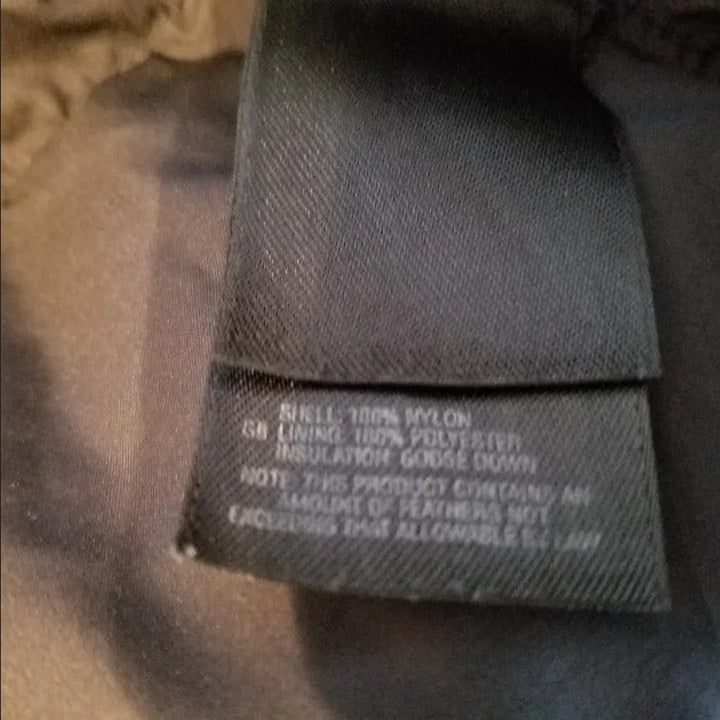 SHELL: 100% NYLON
GB LINING: 100% POLYESTER
INSULATION: GOOSE DOWN
NOTE: THIS PRODUCT CONTAINS AN
AMOUNT OF FEATHERS NOT
EXCEEDING THAT ALLOWABLE BY LAW